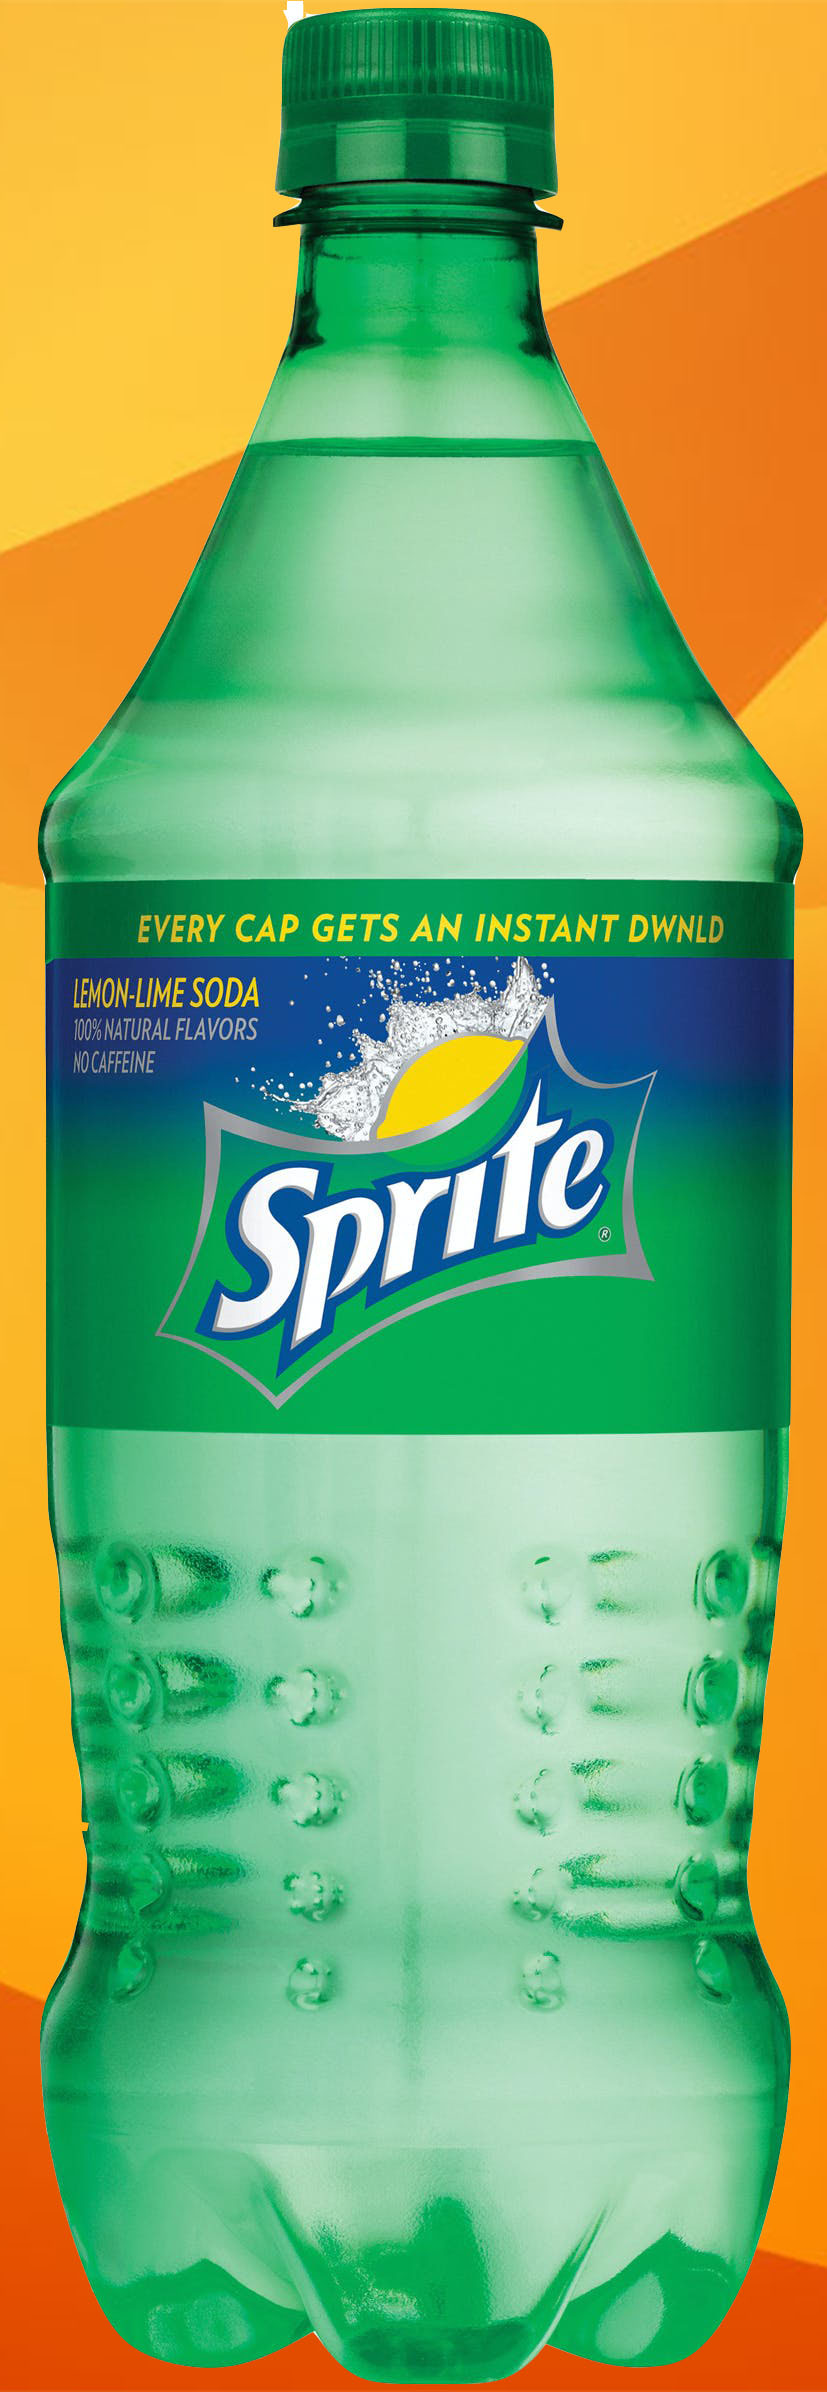 EVERY CAP GETS AN INSTANT DWNLD
LEMON-LIME SODA
100% NATURAL FLAVORS
NO CAFFEINE
Sprite®